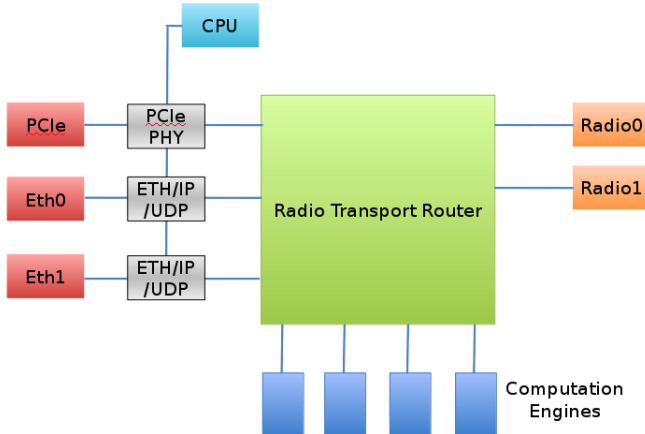 CPU
PCIe
PCIe
PHY
Radio0
Eth0
ETH/IP
/UDP
Radio Transport Router
Radio1
Eth1
ETH/IP
/UDP
Computation
Engines